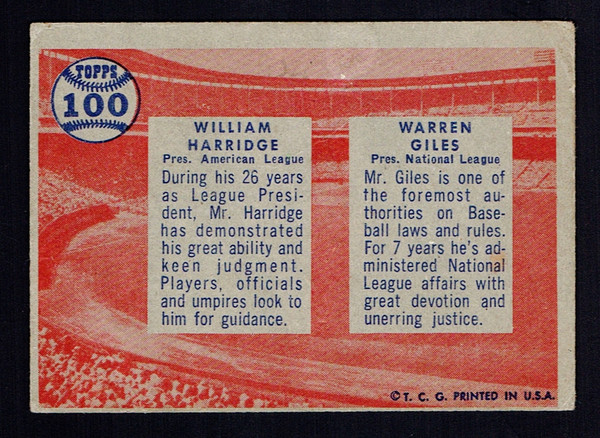 TOPPS
100
WILLIAM
HARRIDGE
Pres. American League
During his 26 years
as League Presi-
dent, Mr. Harridge
has demonstrated
his great ability and
keen judgment.
Players, officials
and umpires look to
him for guidance.
WARREN
GILES
Pres. National League
Mr. Giles is one of
the foremost au-
thorities on Base-
ball laws and rules.
For 7 years he's ad-
ministered National
League affairs with
great devotion and
unerring justice.
© T. C. G. PRINTED IN U.S.A.